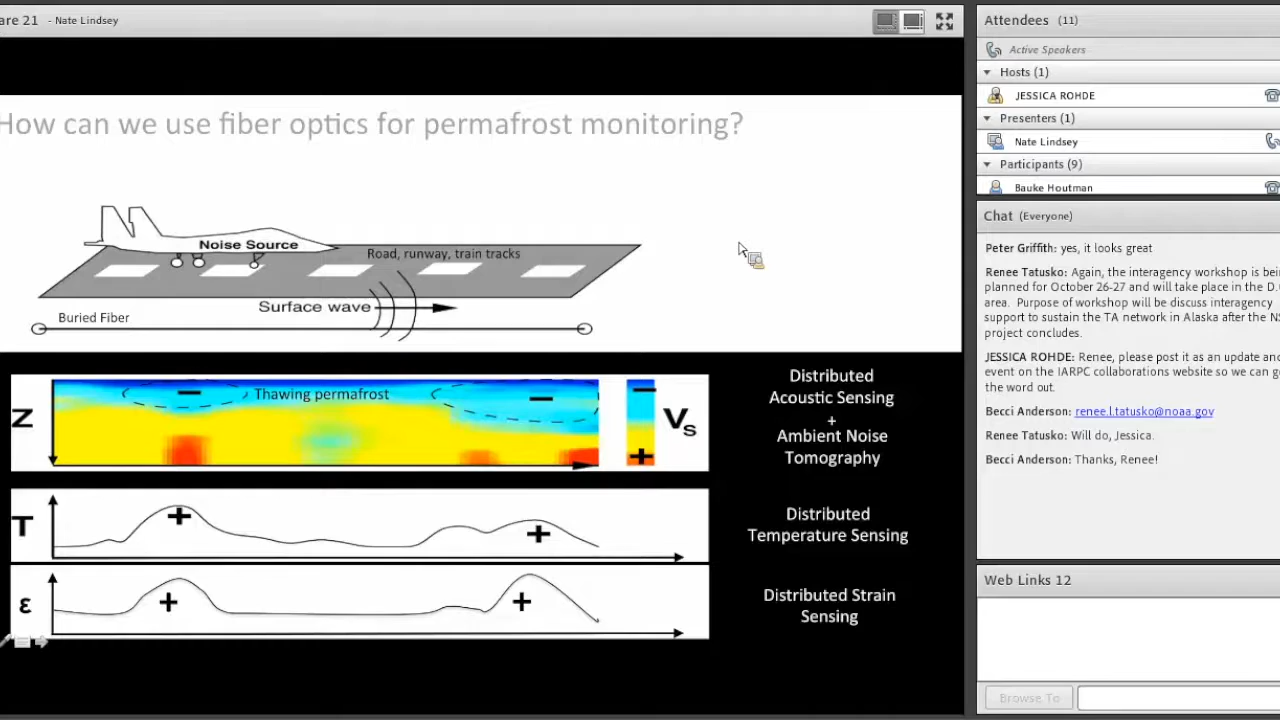 are 21 - Nate Lindsey
How can we use fiber optics for permafrost monitoring?
Noise Source
Road, runway, train tracks
Surface wave
Buried Fiber
Z
Thawing permafrost
−
−
−
+
Vs
Distributed
Acoustic Sensing
+
Ambient Noise
Tomography
T
+
+
Distributed
Temperature Sensing
ε
+
+
Distributed Strain
Sensing
Attendees (11)
Active Speakers
Hosts (1)
JESSICA ROHDE
Presenters (1)
Nate Lindsey
Participants (9)
Bauke Houtman
Chat (Everyone)
Peter Griffith: yes, it looks great
Renee Tatusko: Again, the interagency workshop is bei
planned for October 26-27 and will take place in the D.
area. Purpose of workshop will be discuss interagency
support to sustain the TA network in Alaska after the NS
project concludes.
JESSICA ROHDE: Renee, please post it as an update an
event on the IARPC collaborations website so we can ge
the word out.
Becci Anderson: renee.l.tatusko@noaa.gov
Renee Tatusko: Will do, Jessica.
Becci Anderson: Thanks, Renee!
Web Links 12
Browse To